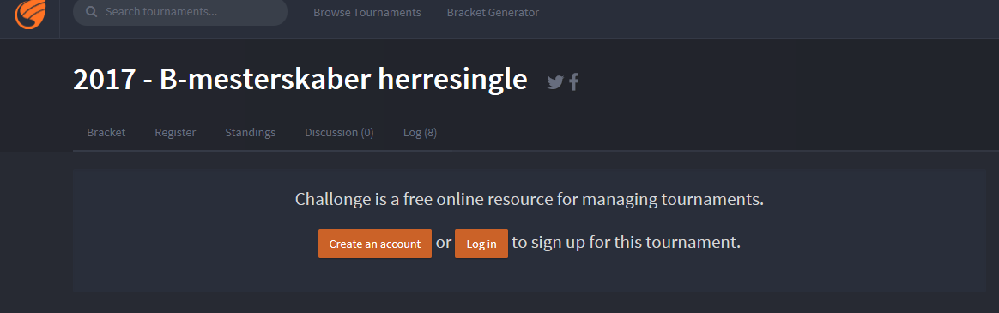 Search tournaments... Browse Tournaments Bracket Generator
2017 - B-mesterskaber herresingle
Bracket Register Standings Discussion (0) Log (8)
Challonge is a free online resource for managing tournaments.
Create an account or Log in to sign up for this tournament.